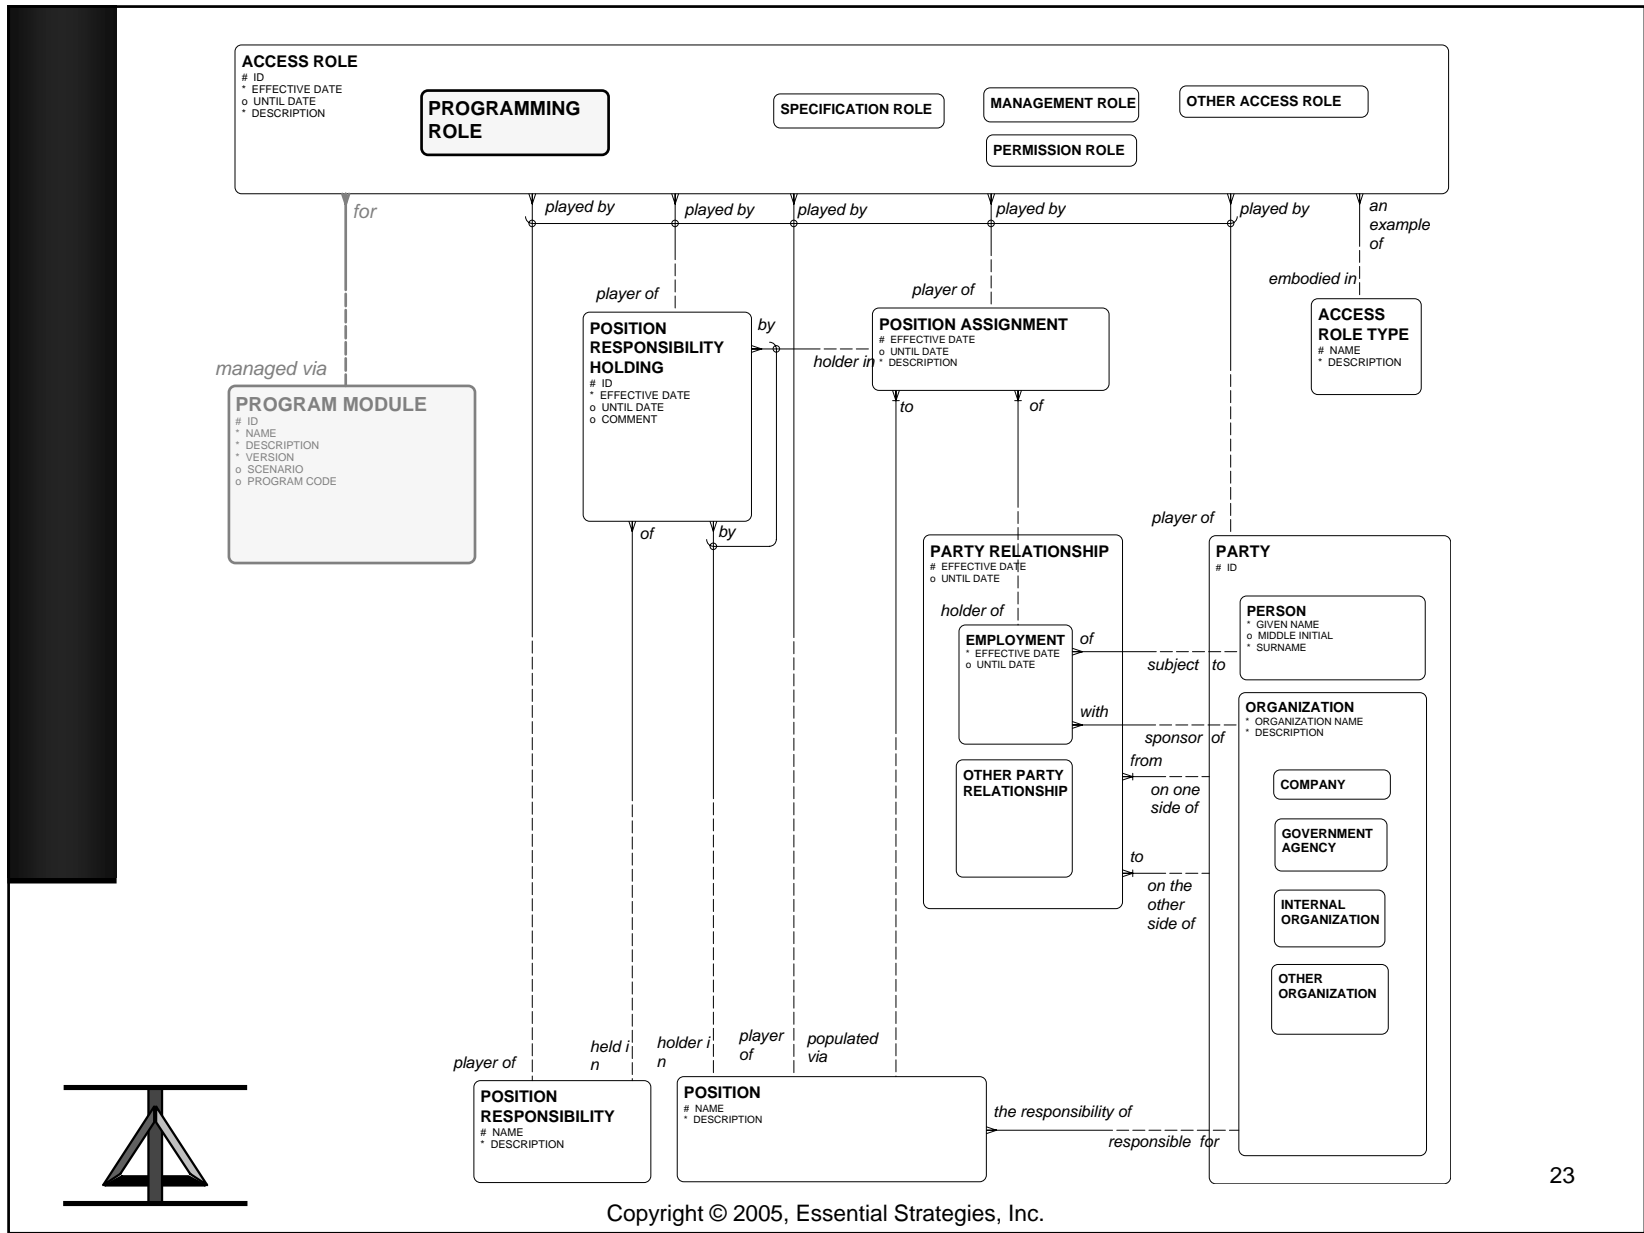 ACCESS ROLE
# ID
* EFFECTIVE DATE
o UNTIL DATE
* DESCRIPTION
PROGRAMMING
ROLE
SPECIFICATION ROLE
MANAGEMENT ROLE
PERMISSION ROLE
OTHER ACCESS ROLE
for
played by
played by
played by
played by
played by
an
example
of
embodied in
player of
player of
managed via
PROGRAM MODULE
# ID
* NAME
* DESCRIPTION
* VERSION
o SCENARIO
o PROGRAM CODE
POSITION
RESPONSIBILITY
HOLDING
# ID
* EFFECTIVE DATE
o UNTIL DATE
o COMMENT
by
holder in
POSITION ASSIGNMENT
# EFFECTIVE DATE
o UNTIL DATE
* DESCRIPTION
ACCESS
ROLE TYPE
# NAME
* DESCRIPTION
to
of
of
by
player of
PARTY RELATIONSHIP
# EFFECTIVE DATE
o UNTIL DATE
holder of
EMPLOYMENT
* EFFECTIVE DATE
o UNTIL DATE
of
subject to
with
sponsor of
OTHER PARTY
RELATIONSHIP
from
on one
side of
to
on the
other
side of
PARTY
# ID
PERSON
* GIVEN NAME
o MIDDLE INITIAL
* SURNAME
ORGANIZATION
* ORGANIZATION NAME
* DESCRIPTION
COMPANY
GOVERNMENT
AGENCY
INTERNAL
ORGANIZATION
OTHER
ORGANIZATION
player of
held i
n
holder i
n
player
of
populated
via
POSITION
RESPONSIBILITY
# NAME
* DESCRIPTION
POSITION
# NAME
* DESCRIPTION
the responsibility of
responsible for
23
Copyright © 2005, Essential Strategies, Inc.